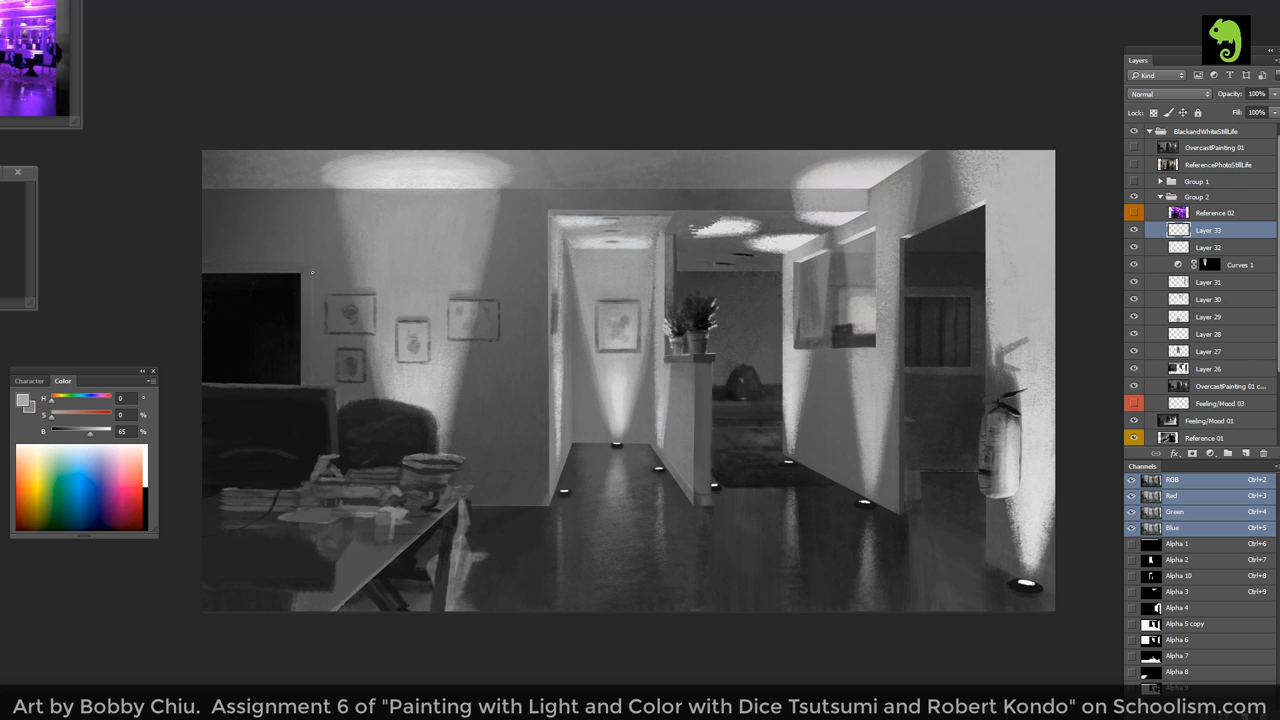 Layers
Kind
Normal Opacity: 100%
Lock: Fill: 100%
BlackandWhiteStillLife
OvercastPainting 01
ReferencePhotoStillLife
Group 1
Group 2
Reference 02
Layer 33
Layer 32
Curves 1
Layer 31
Layer 30
Layer 29
Layer 28
Layer 27
Layer 26
OvercastPainting 01 c...
Feeling/Mood 03
Feeling/Mood 01
Reference 01
Channels
RGB Ctrl+2
Red Ctrl+3
Green Ctrl+4
Blue Ctrl+5
Alpha 1 Ctrl+6
Alpha 2 Ctrl+7
Alpha 10 Ctrl+8
Alpha 3 Ctrl+9
Alpha 4
Alpha 5 copy
Alpha 6
Alpha 7
Alpha 8
Alpha 9
Character Color
H 0 °
S 0 %
B 65 %
Art by Bobby Chiu. Assignment 6 of "Painting with Light and Color with Dice Tsutsumi and Robert Kondo" on Schoolism.com